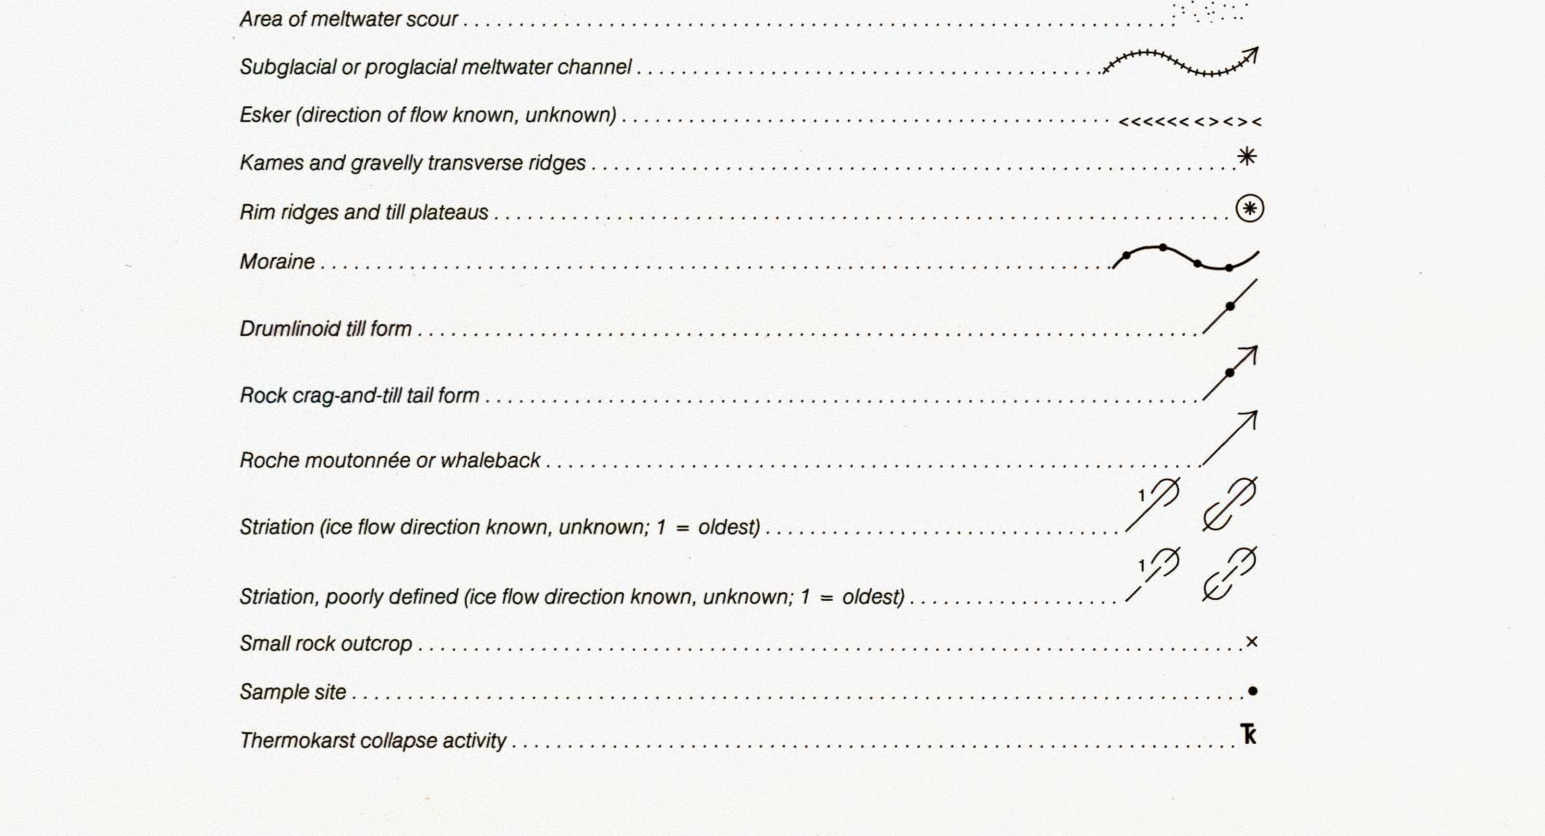 Area of meltwater scour
Subglacial or proglacial meltwater channel
Esker (direction of flow known, unknown) <<<<<<<><><
Kames and gravelly transverse ridges
Rim ridges and till plateaus
Moraine
Drumlinoid till form
Rock crag-and-till tail form
Roche moutonnée or whaleback
Striation (ice flow direction known, unknown; 1 = oldest) 1
Striation, poorly defined (ice flow direction known, unknown; 1 = oldest) 1
Small rock outcrop ×
Sample site
Thermokarst collapse activity Tk